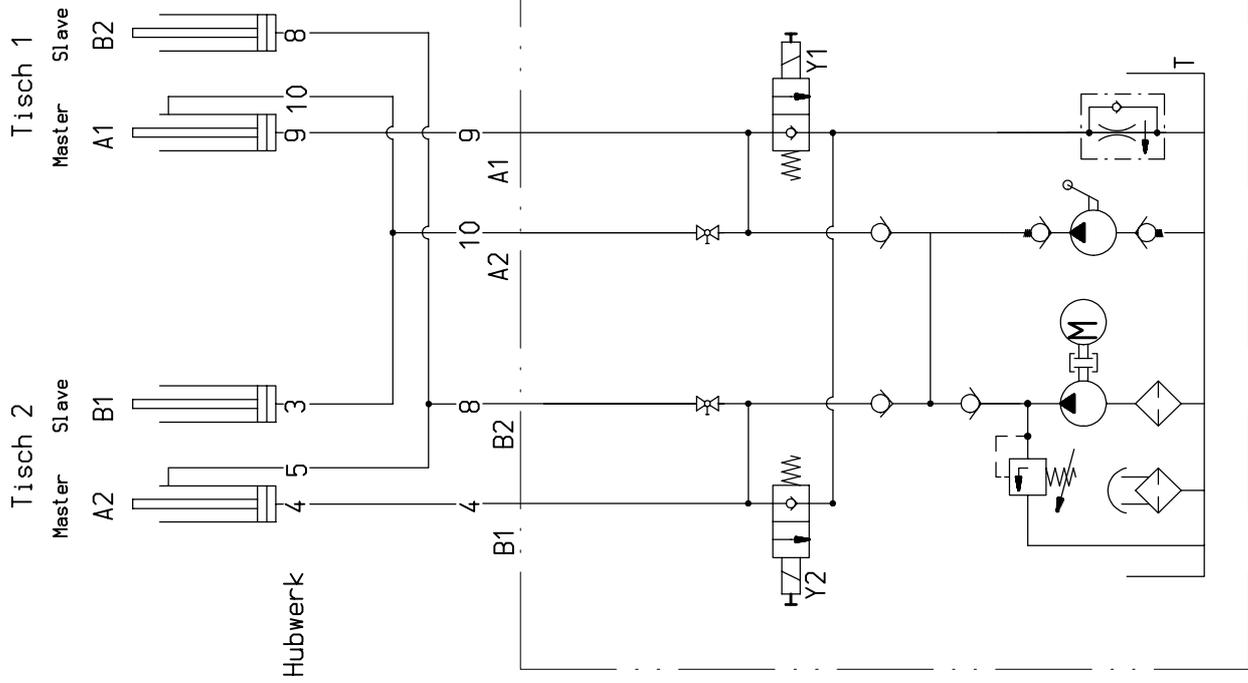 Tisch 1
Slave
B2
8
Master
A1
10
9
9
A1
10
A2
Y1
T
M
Tisch 2
Slave
B1
3
8
B2
Master
A2
5
4
4
B1
Y2
Hubwerk